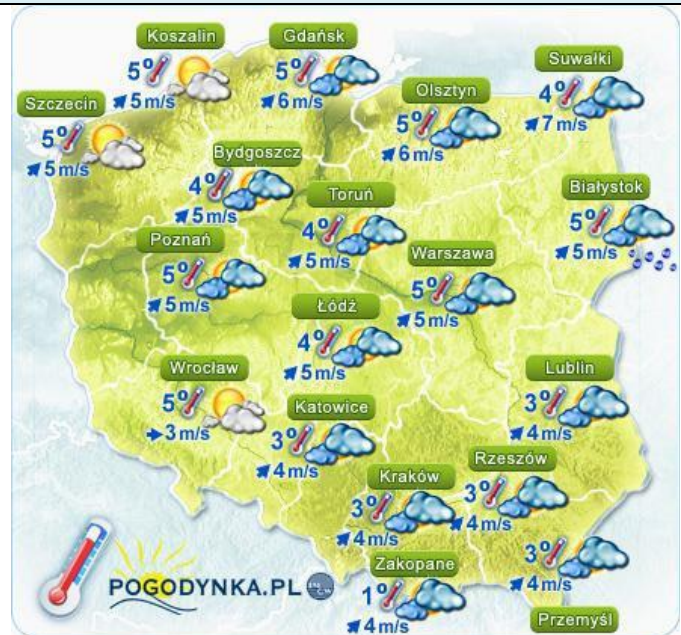 Koszalin
5°
5 m/s
Gdańsk
5°
6 m/s
Suwałki
4°
7 m/s
Szczecin
5°
5 m/s
Olsztyn
5°
6 m/s
Bydgoszcz
4°
5 m/s
Toruń
4°
5 m/s
Białystok
5°
5 m/s
Poznań
5°
5 m/s
Warszawa
5°
5 m/s
Łódź
4°
5 m/s
Wrocław
5°
3 m/s
Katowice
3°
4 m/s
Lublin
3°
4 m/s
Kraków
3°
4 m/s
Rzeszów
3°
4 m/s
Zakopane
1°
4 m/s
3°
4 m/s
Przemyśl
POGODYNKA.PL